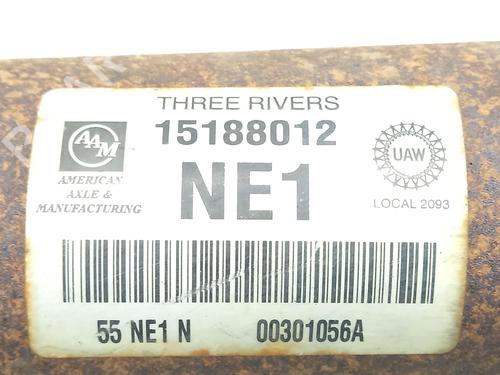 THREE RIVERS
15188012
AAM
AMERICAN
AXLE &
MANUFACTURING
NE1
UAW
LOCAL 2093
55 NE1 N 00301056A